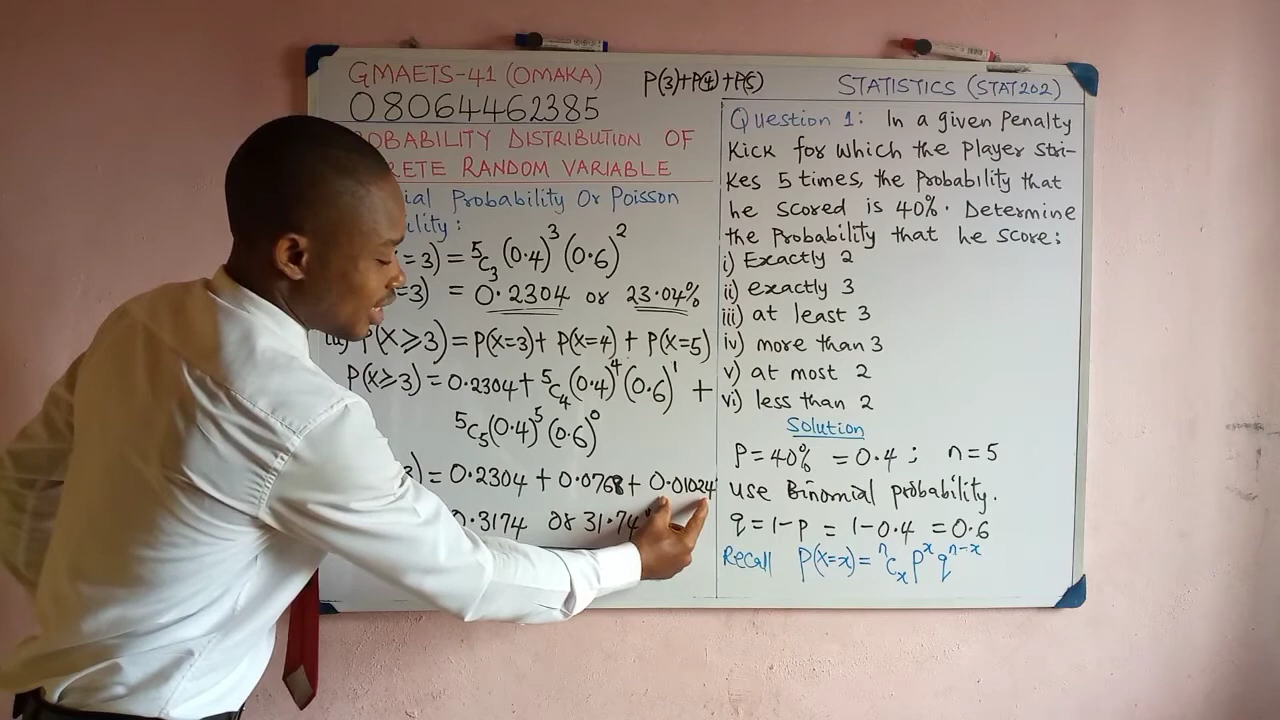 GMAETS-41 (OMAKA)
08064462385
P(3)+P(4)+P(5)
STATISTICS (STAT202)
OBABILITY DISTRIBUTION OF
RETE RANDOM VARIABLE
ial Probability Or Poisson
ility:
=3) = ⁵C₃ (0.4)³ (0.6)²
=3) = 0.2304 or 23.04%
P(X≥3) = P(X=3)+ P(X=4) + P(X=5)
P(X≥3) = 0.2304+ ⁵C₄(0.4)⁴(0.6)¹ +
⁵C₅(0.4)⁵(0.6)⁰
3) = 0.2304 + 0.0768 + 0.01024
0.3174 or 31.74
Question 1: In a given Penalty
Kick for which the player stri-
kes 5 times, the probability that
he scored is 40%. Determine
the probability that he score:
i) Exactly 2
ii) exactly 3
iii) at least 3
iv) more than 3
v) at most 2
vi) less than 2
Solution
P = 40% = 0.4 ; n = 5
use Binomial probability.
q = 1-p = 1-0.4 = 0.6
Recall P(X=x) = ⁿCₓ pˣ qⁿ⁻ˣ